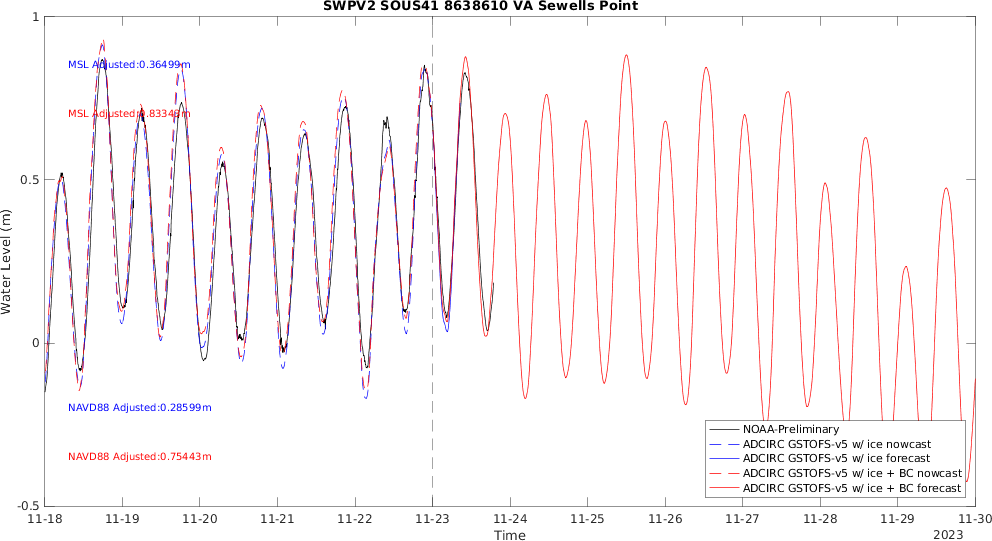 SWPV2 SOUS41 8638610 VA Sewells Point
Water Level (m)
1
0.5
0
-0.5
MSL Adjusted:0.36499m
MSL Adjusted:0.83343m
NAVD88 Adjusted:0.28599m
NAVD88 Adjusted:0.75443m
NOAA-Preliminary
ADCIRC GSTOFS-v5 w/ ice nowcast
ADCIRC GSTOFS-v5 w/ ice forecast
ADCIRC GSTOFS-v5 w/ ice + BC nowcast
ADCIRC GSTOFS-v5 w/ ice + BC forecast
11-18 11-19 11-20 11-21 11-22 11-23 11-24 11-25 11-26 11-27 11-28 11-29 11-30
Time
2023